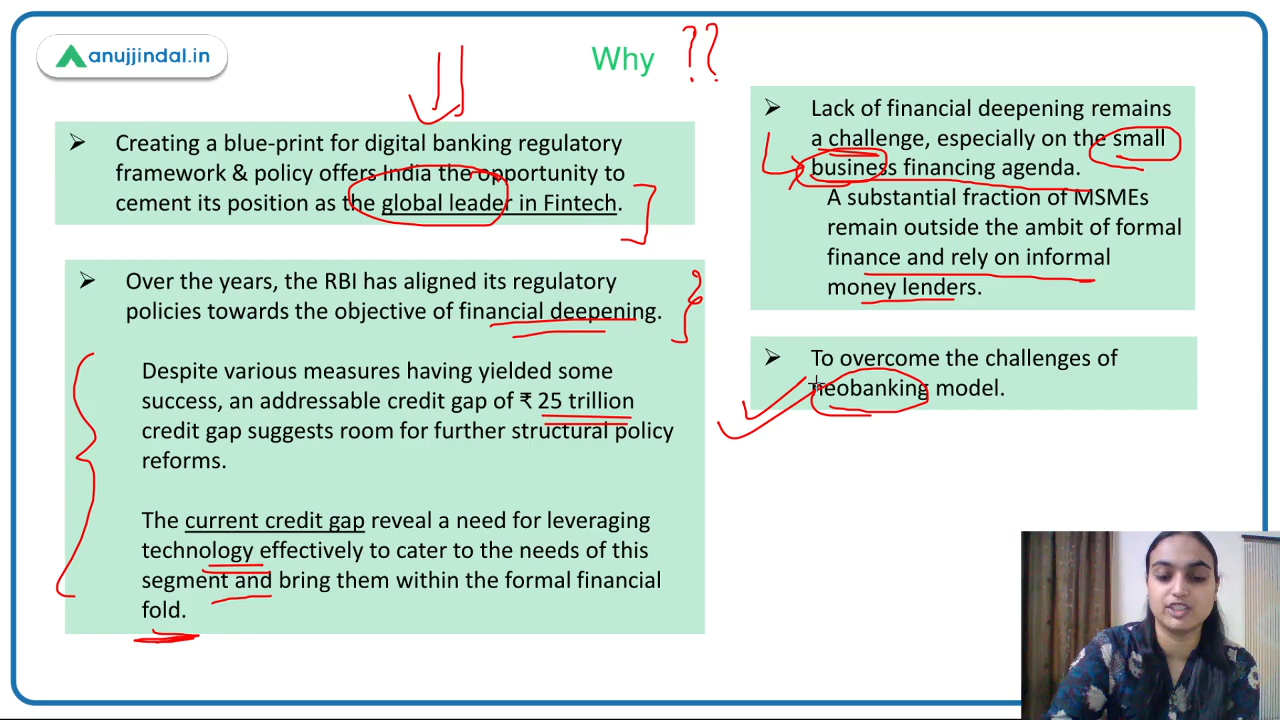 anujjindal.in
Why ??
Creating a blue-print for digital banking regulatory
framework & policy offers India the opportunity to
cement its position as the global leader in Fintech.
Over the years, the RBI has aligned its regulatory
policies towards the objective of financial deepening.
Despite various measures having yielded some
success, an addressable credit gap of ₹ 25 trillion
credit gap suggests room for further structural policy
reforms.
The current credit gap reveal a need for leveraging
technology effectively to cater to the needs of this
segment and bring them within the formal financial
fold.
Lack of financial deepening remains
a challenge, especially on the small
business financing agenda.
A substantial fraction of MSMEs
remain outside the ambit of formal
finance and rely on informal
money lenders.
To overcome the challenges of
neobanking model.